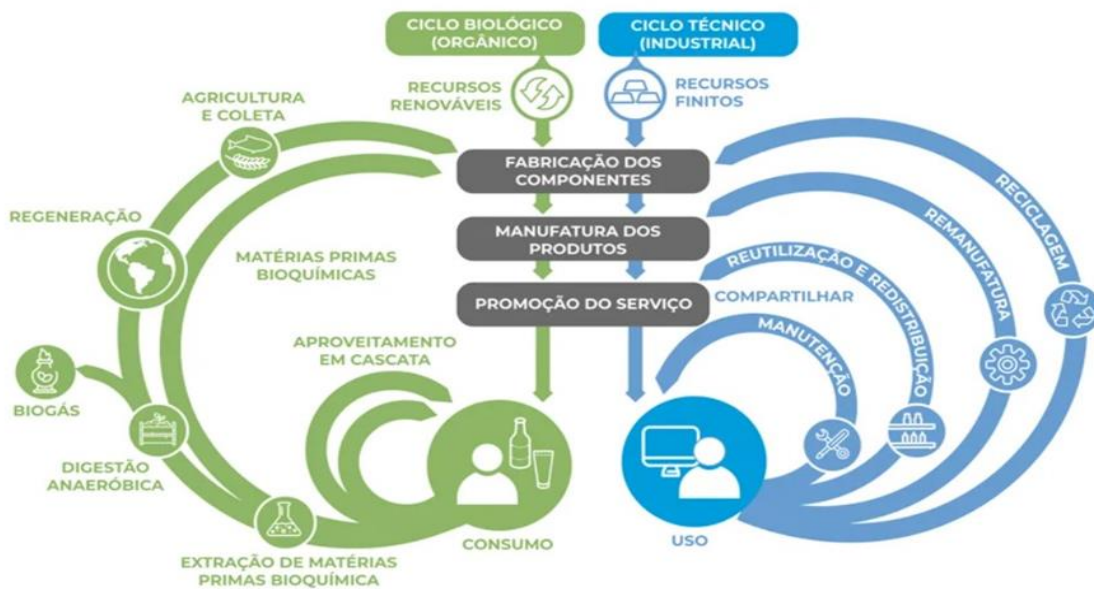 CICLO BIOLÓGICO
(ORGÂNICO)
CICLO TÉCNICO
(INDUSTRIAL)
RECURSOS
RENOVÁVEIS
RECURSOS
FINITOS
AGRICULTURA
E COLETA
FABRICAÇÃO DOS
COMPONENTES
REGENERAÇÃO
MANUFATURA DOS
PRODUTOS
MATÉRIAS PRIMAS
BIOQUÍMICAS
PROMOÇÃO DO SERVIÇO
COMPARTILHAR
RECICLAGEM
REMANUFATURA
REUTILIZAÇÃO E REDISTRIBUIÇÃO
MANUTENÇÃO
APROVEITAMENTO
EM CASCATA
BIOGÁS
DIGESTÃO
ANAERÓBICA
CONSUMO
USO
EXTRAÇÃO DE MATÉRIAS
PRIMAS BIOQUÍMICA